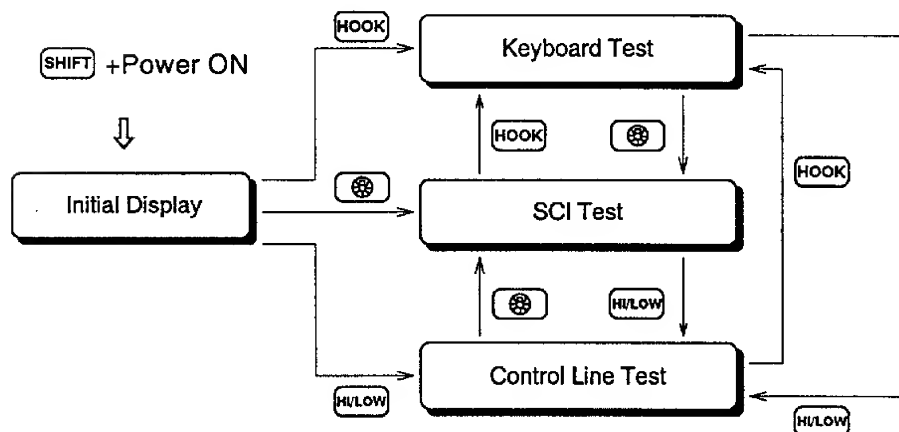 HOOK
Keyboard Test
SHIFT +Power ON
HOOK
HOOK
Initial Display
SCI Test
HI/LOW
Control Line Test
HI/LOW
HI/LOW